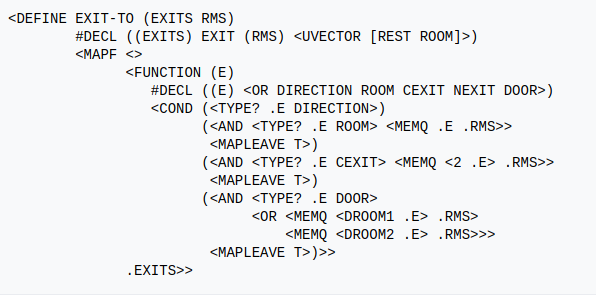 <DEFINE EXIT-TO (EXITS RMS)
        #DECL ((EXITS) EXIT (RMS) <UVECTOR [REST ROOM]>)
        <MAPF <>
              <FUNCTION (E)
                 #DECL ((E) <OR DIRECTION ROOM CEXIT NEXIT DOOR>)
                 <COND (<TYPE? .E DIRECTION>)
                       (<AND <TYPE? .E ROOM> <MEMQ .E .RMS>>
                        <MAPLEAVE T>)
                       (<AND <TYPE? .E CEXIT> <MEMQ <2 .E> .RMS>>
                        <MAPLEAVE T>)
                       (<AND <TYPE? .E DOOR>
                             <OR <MEMQ <DROOM1 .E> .RMS>
                                 <MEMQ <DROOM2 .E> .RMS>>>
                        <MAPLEAVE T>)>>
              .EXITS>>